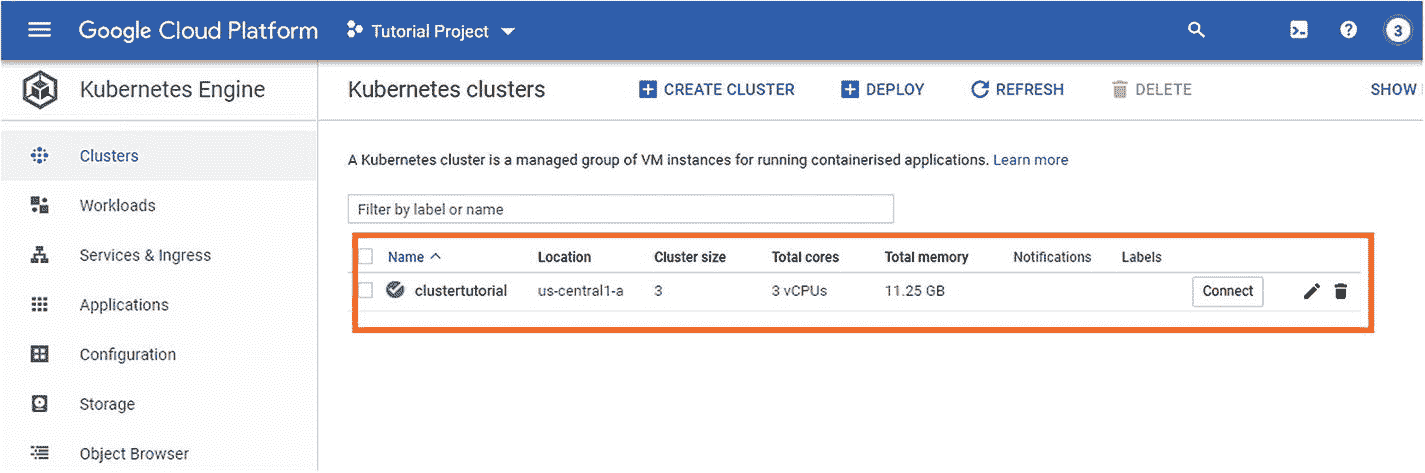 Google Cloud Platform Tutorial Project 3
Kubernetes Engine Kubernetes clusters CREATE CLUSTER DEPLOY REFRESH DELETE SHOW
Clusters
Workloads
Services & Ingress
Applications
Configuration
Storage
Object Browser
A Kubernetes cluster is a managed group of VM instances for running containerised applications. Learn more
Filter by label or name
Name Location Cluster size Total cores Total memory Notifications Labels
clustertutorial us-central1-a 3 3 vCPUs 11.25 GB Connect